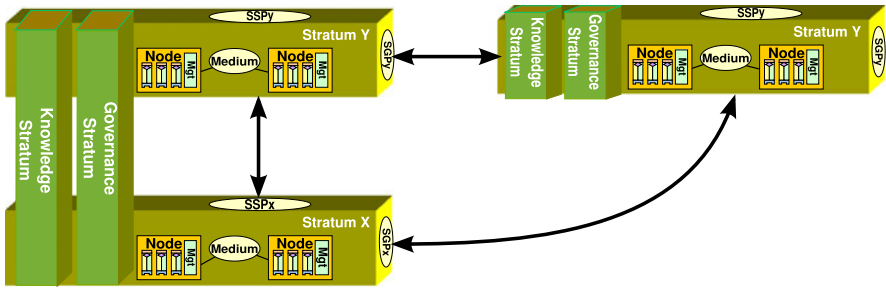 SSPy
Stratum Y
SGPy
Node
Mgt
Medium
Node
Mgt
Knowledge
Stratum
Governance
Stratum
SSPx
Stratum X
SGPx
Node
Mgt
Medium
Node
Mgt
SSPy
Stratum Y
SGPy
Knowledge
Stratum
Governance
Stratum
Node
Mgt
Medium
Node
Mgt